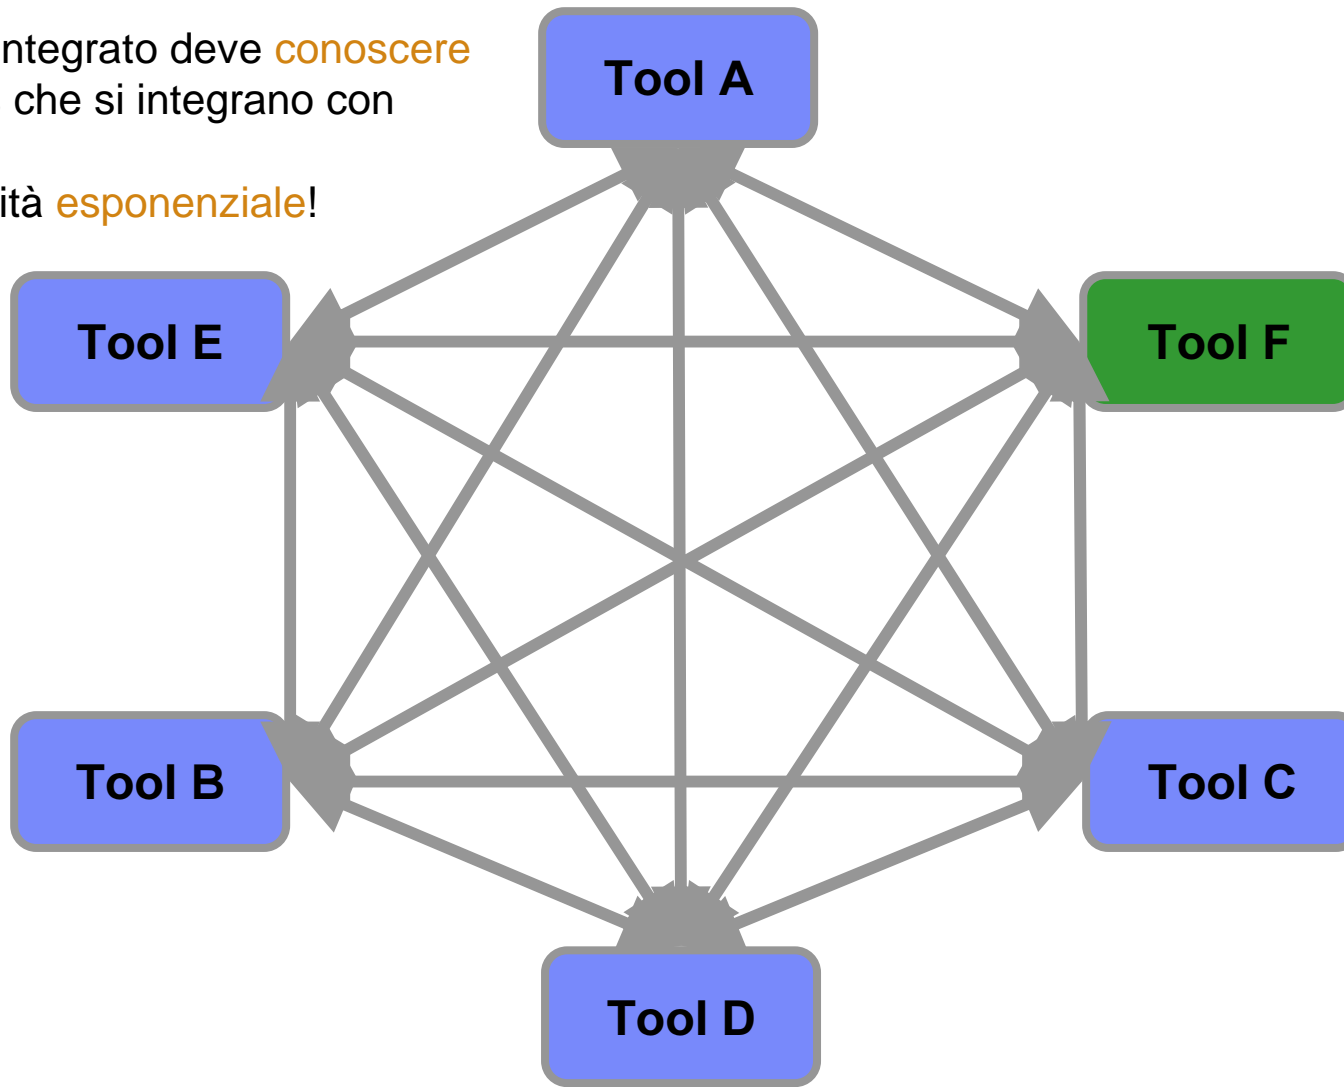 ntegrato deve conoscere
che si integrano con
ità esponenziale!
Tool A
Tool E
Tool F
Tool B
Tool C
Tool D